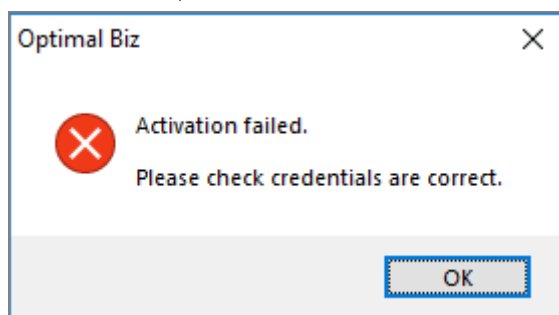 Optimal Biz
Activation failed.
Please check credentials are correct.
OK